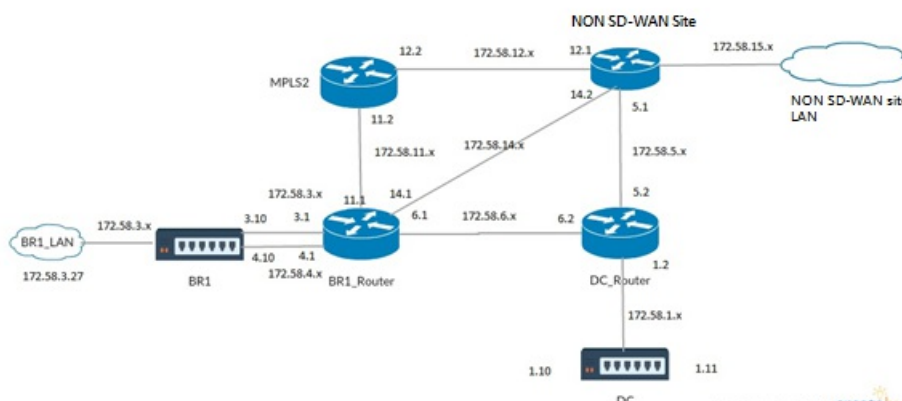 NON SD-WAN Site
12.2
172.58.12.x
12.1
172.58.15.x
MPLS2
14.2
NON SD-WAN site
LAN
11.2
5.1
172.58.11.x
172.58.14.x
172.58.5.x
172.58.3.x
11.1
14.1
5.2
172.58.3.x
3.10
3.1
6.1
172.58.6.x
6.2
BR1_LAN
4.10
4.1
1.2
172.58.3.27
172.58.4.x
BR1
BR1_Router
DC_Router
172.58.1.x
1.10
1.11
DC